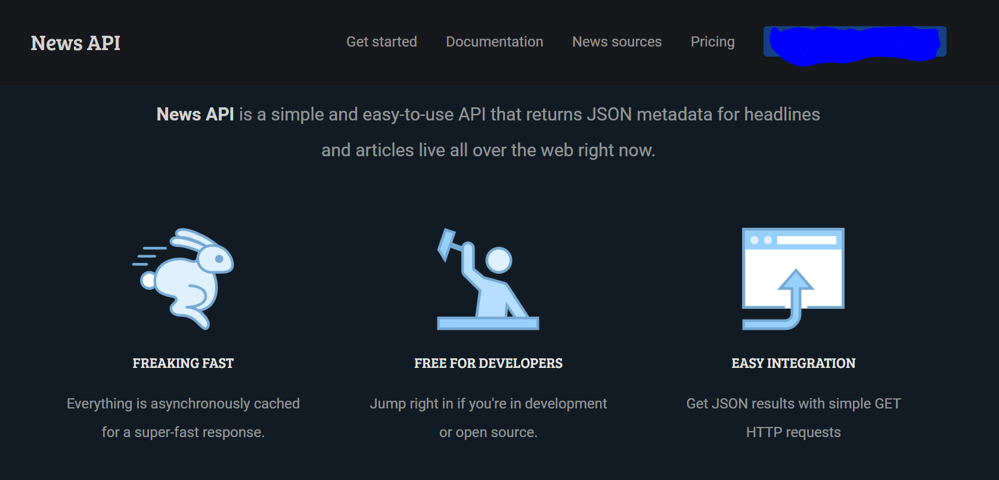 News API
Get started
Documentation
News sources
Pricing
News API is a simple and easy-to-use API that returns JSON metadata for headlines
and articles live all over the web right now.
FREAKING FAST
Everything is asynchronously cached
for a super-fast response.
FREE FOR DEVELOPERS
Jump right in if you're in development
or open source.
EASY INTEGRATION
Get JSON results with simple GET
HTTP requests